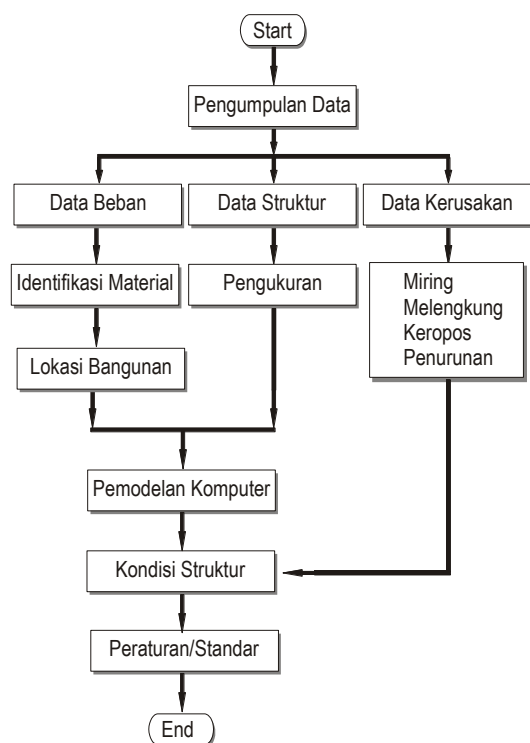 Start
Pengumpulan Data
Data Beban
Data Struktur
Data Kerusakan
Identifikasi Material
Pengukuran
Miring
Melengkung
Keropos
Penurunan
Lokasi Bangunan
Pemodelan Komputer
Kondisi Struktur
Peraturan/Standar
End